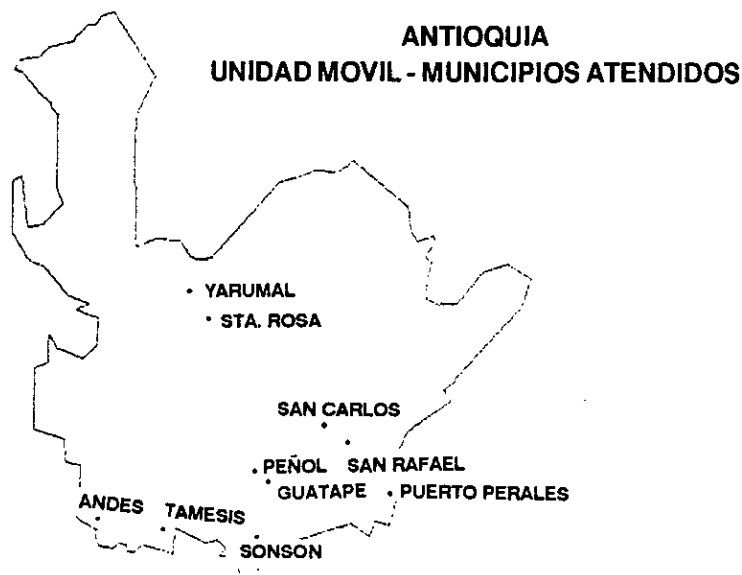 ANTIOQUIA
UNIDAD MOVIL - MUNICIPIOS ATENDIDOS
YARUMAL
STA. ROSA
SAN CARLOS
SAN RAFAEL
PEÑOL
GUATAPE
PUERTO PERALES
ANDES
TAMESIS
SONSON